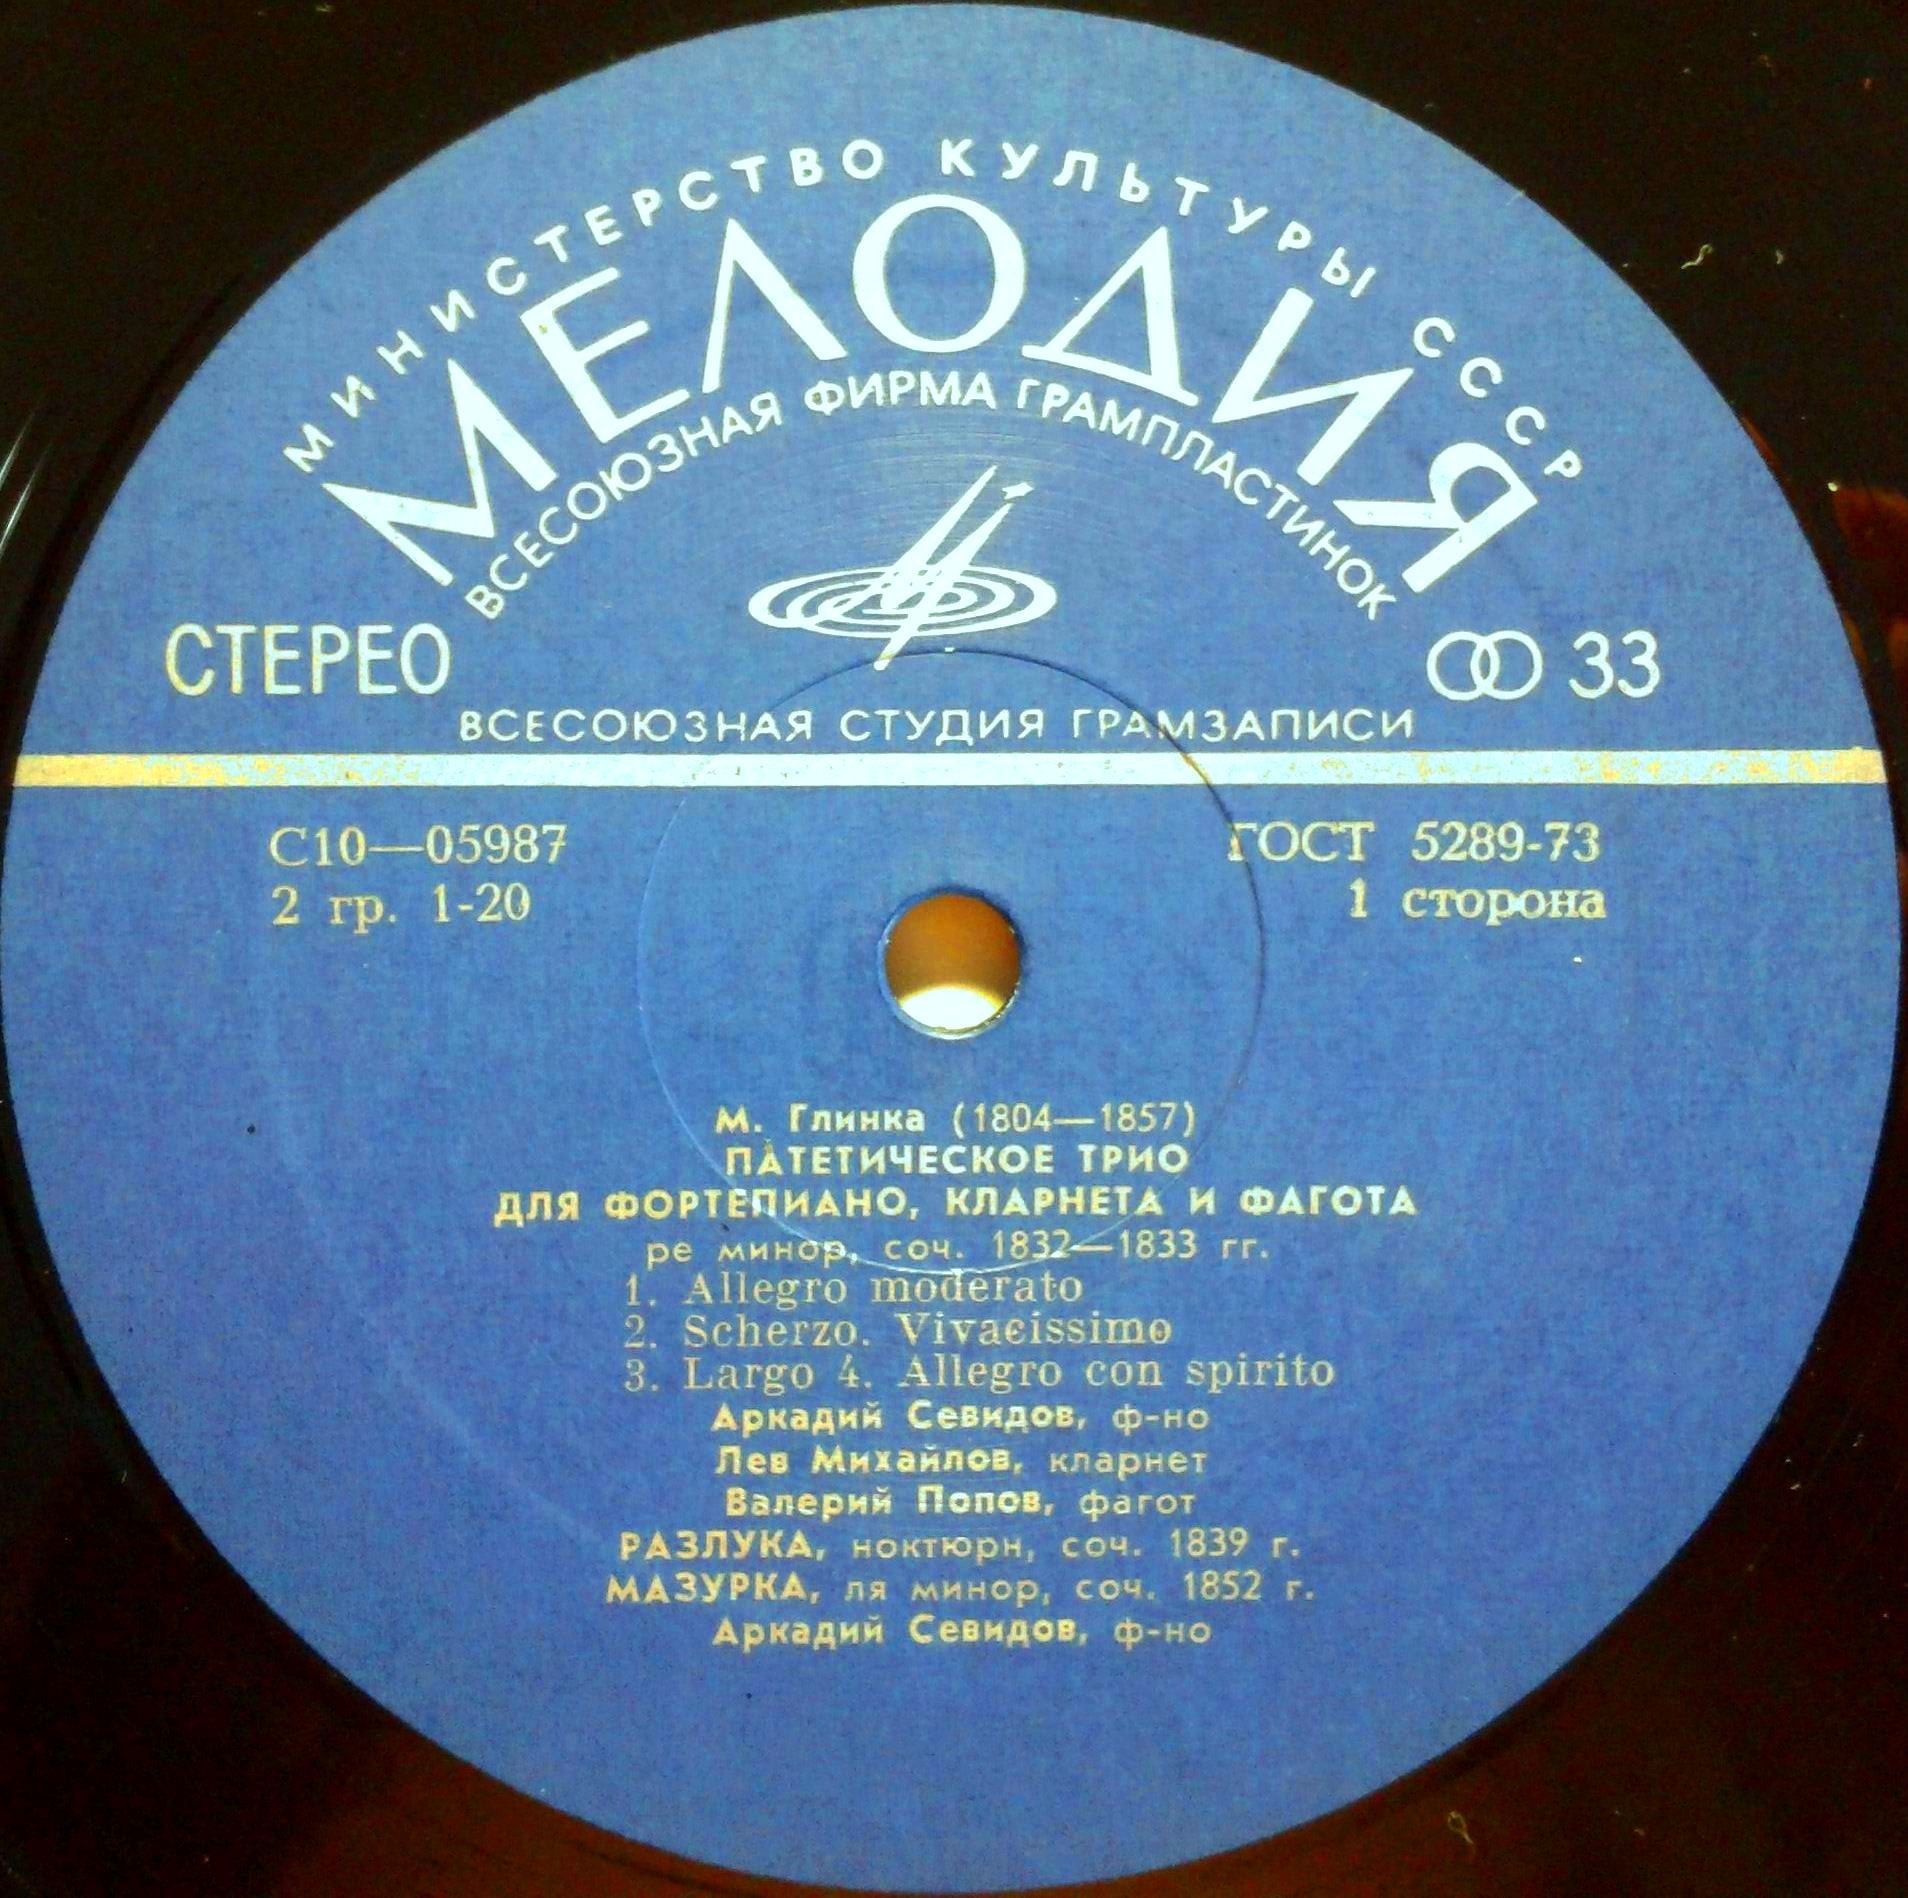 МИНИСТЕРСТВО КУЛЬТУРЫ СССР
МЕЛОДИЯ
ВСЕСОЮЗНАЯ ФИРМА ГРАМПЛАСТИНОК
СТЕРЕО
33
ВСЕСОЮЗНАЯ СТУДИЯ ГРАМЗАПИСИ
С10—05987
ГОСТ 5289-73
2 гр. 1-20
1 сторона
М. Глинка (1804—1857)
ПАТЕТИЧЕСКОЕ ТРИО
ДЛЯ ФОРТЕПИАНО, КЛАРНЕТА И ФАГОТА
ре минор, соч. 1832—1833 гг.
1. Allegro moderato
2. Scherzo. Vivacissimo
3. Largo 4. Allegro con spirito
Аркадий Севидов, ф-но
Лев Михайлов, кларнет
Валерий Попов, фагот
РАЗЛУКА, ноктюрн, соч. 1839 г.
МАЗУРКА, ля минор, соч. 1852 г.
Аркадий Севидов, ф-но